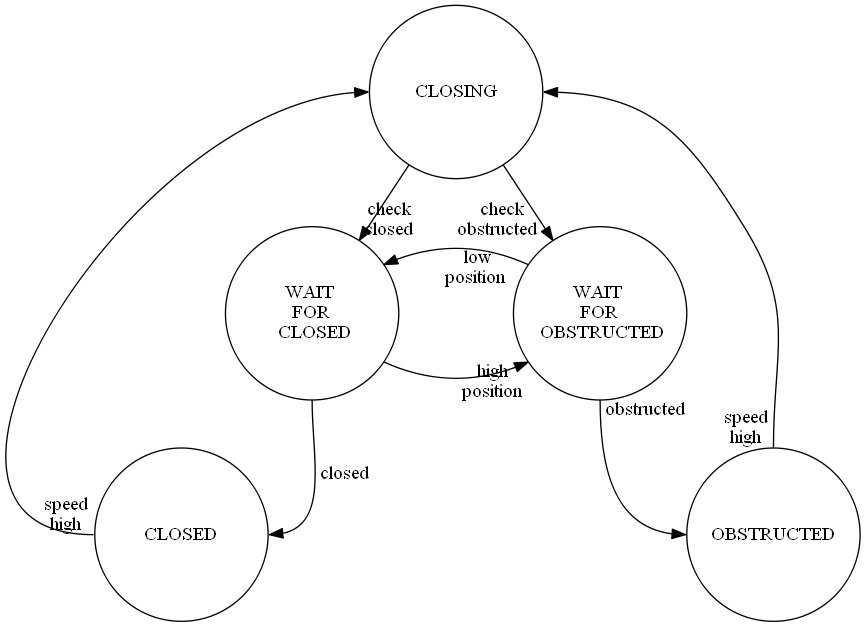 CLOSING
check
closed
check
obstructed
low
position
WAIT
FOR
CLOSED
WAIT
FOR
OBSTRUCTED
high
position
obstructed
speed
high
closed
speed
high
CLOSED
OBSTRUCTED